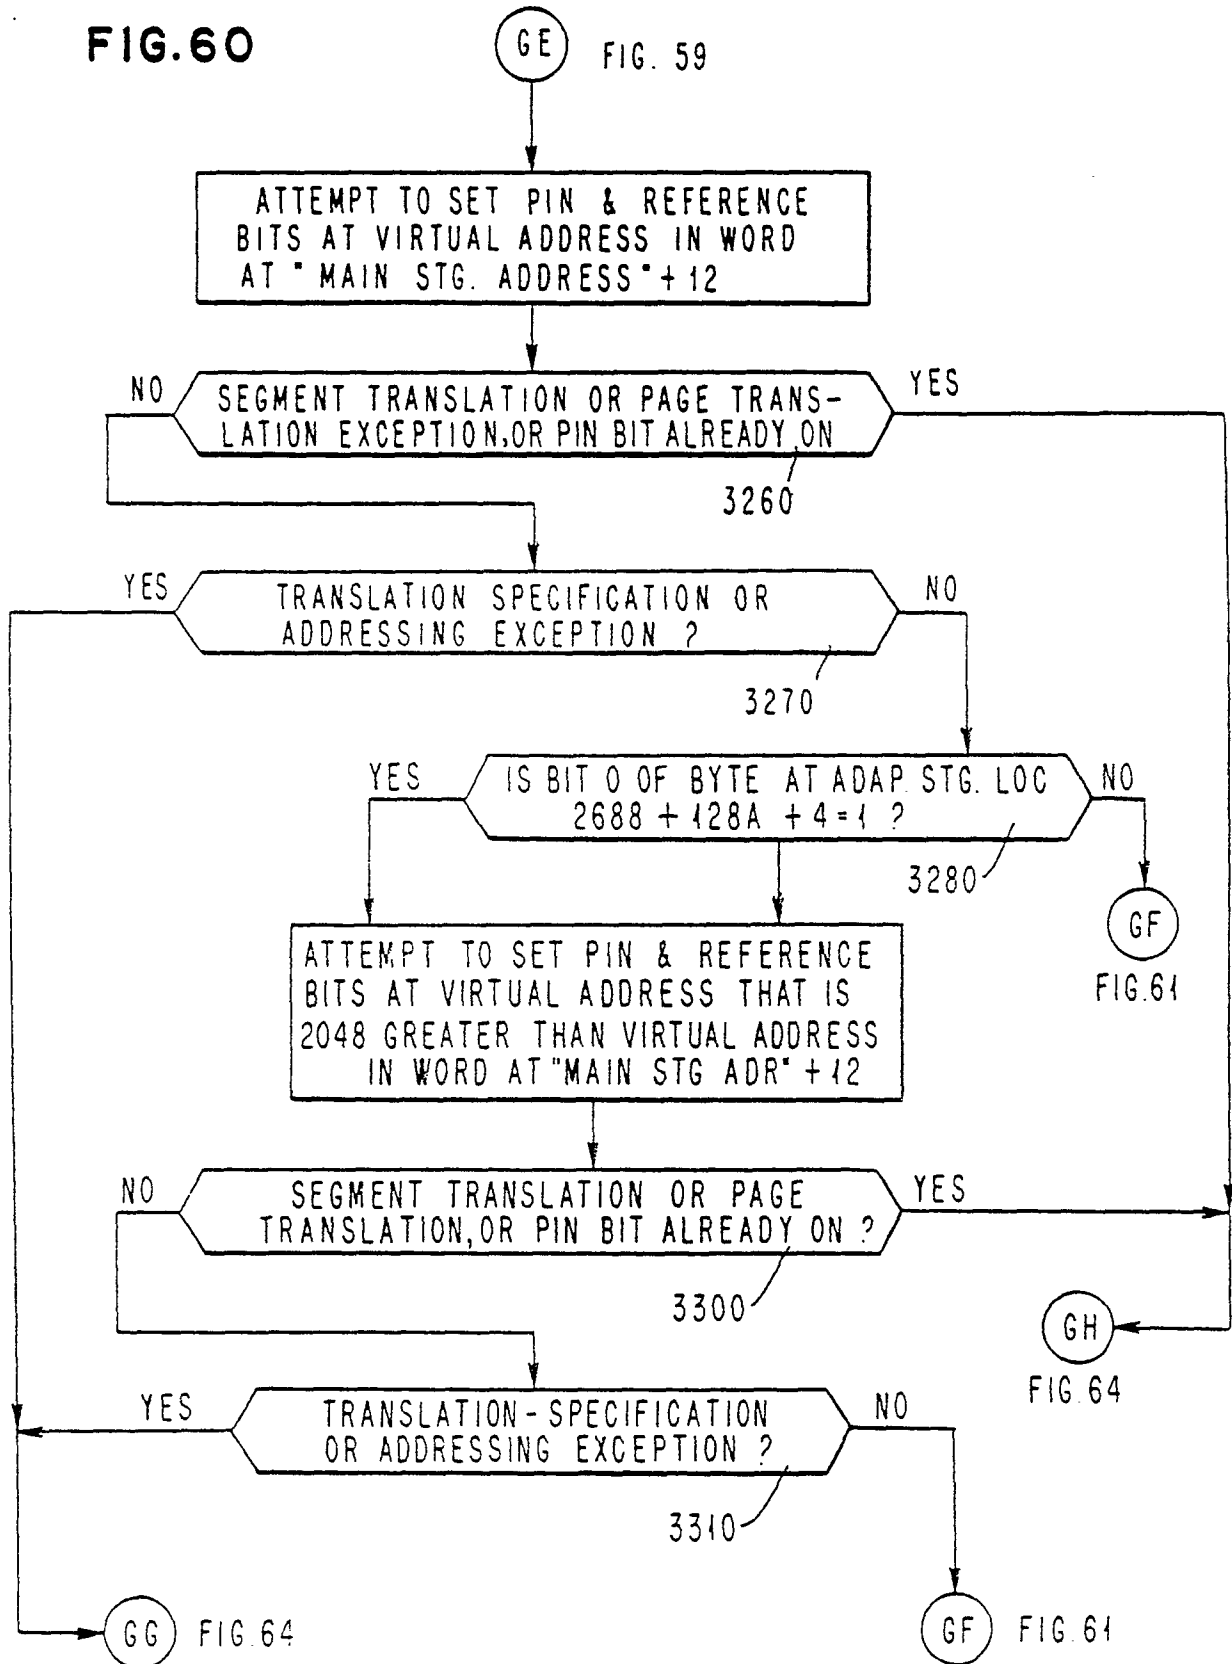 FIG.60
GE FIG. 59
ATTEMPT TO SET PIN & REFERENCE
BITS AT VIRTUAL ADDRESS IN WORD
AT "MAIN STG. ADDRESS"+12
NO
YES
SEGMENT TRANSLATION OR PAGE TRANS-
LATION EXCEPTION,OR PIN BIT ALREADY ON
3260
YES
NO
TRANSLATION SPECIFICATION OR
ADDRESSING EXCEPTION ?
3270
YES
NO
IS BIT 0 OF BYTE AT ADAP. STG. LOC
2688 + 128A + 4=1 ?
3280
GF
FIG.61
ATTEMPT TO SET PIN & REFERENCE
BITS AT VIRTUAL ADDRESS THAT IS
2048 GREATER THAN VIRTUAL ADDRESS
IN WORD AT "MAIN STG ADR" +12
NO
YES
SEGMENT TRANSLATION OR PAGE
TRANSLATION,OR PIN BIT ALREADY ON ?
3300
GH
FIG.64
YES
NO
TRANSLATION-SPECIFICATION
OR ADDRESSING EXCEPTION ?
3310
GG FIG.64
GF FIG.61